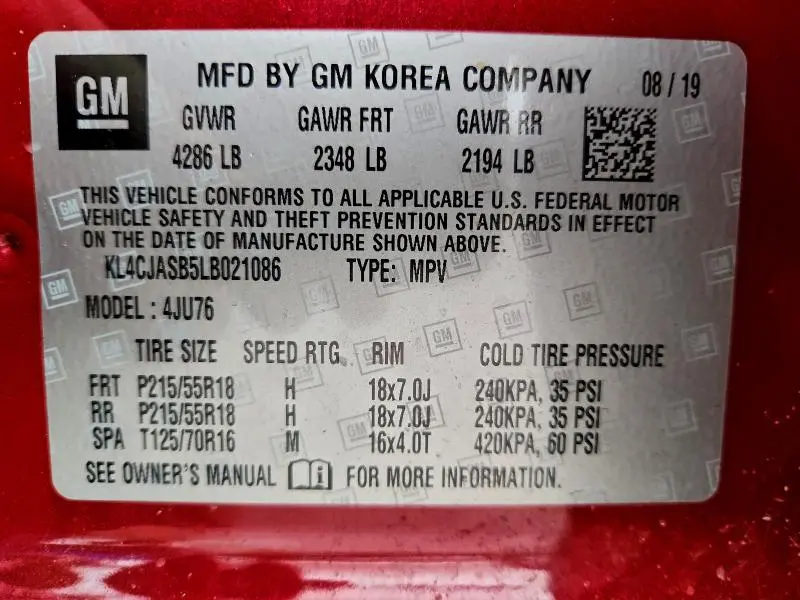 GM
MFD BY GM KOREA COMPANY 08 / 19
GVWR GAWR FRT GAWR RR
4286 LB 2348 LB 2194 LB
THIS VEHICLE CONFORMS TO ALL APPLICABLE U.S. FEDERAL MOTOR
VEHICLE SAFETY AND THEFT PREVENTION STANDARDS IN EFFECT
ON THE DATE OF MANUFACTURE SHOWN ABOVE.
KL4CJASB5LB021086 TYPE: MPV
MODEL : 4JU76
TIRE SIZE SPEED RTG RIM COLD TIRE PRESSURE
FRT P215/55R18 H 18x7.0J 240KPA, 35 PSI
RR P215/55R18 H 18x7.0J 240KPA, 35 PSI
SPA T125/70R16 M 16x4.0T 420KPA, 60 PSI
SEE OWNER'S MANUAL i FOR MORE INFORMATION.